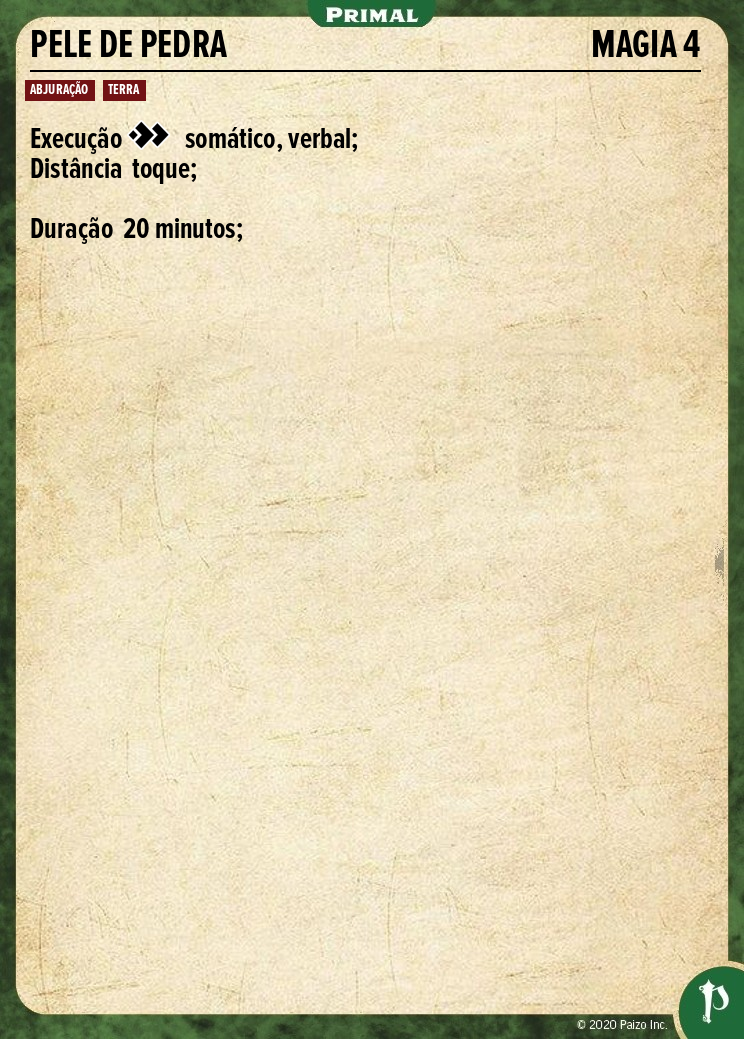 PRIMAL
PELE DE PEDRA MAGIA 4
ABJURAÇÃO TERRA
Execução somático, verbal;
Distância toque;
Duração 20 minutos;
© 2020 Paizo Inc.